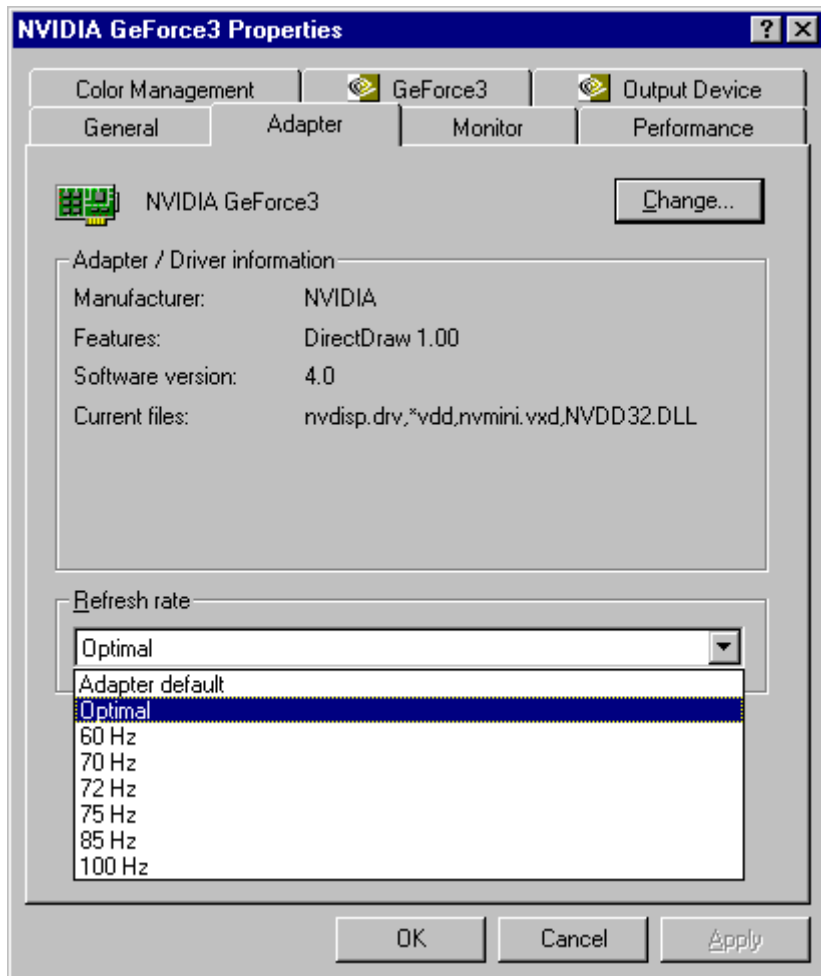 NVIDIA GeForce3 Properties
Color Management GeForce3 Output Device
General Adapter Monitor Performance
NVIDIA GeForce3 Change...
Adapter / Driver information
Manufacturer: NVIDIA
Features: DirectDraw 1.00
Software version: 4.0
Current files: nvdisp.drv,*vdd,nvmini.vxd,NVDD32.DLL
Refresh rate
Optimal
Adapter default
Optimal
60 Hz
70 Hz
72 Hz
75 Hz
85 Hz
100 Hz
OK Cancel Apply